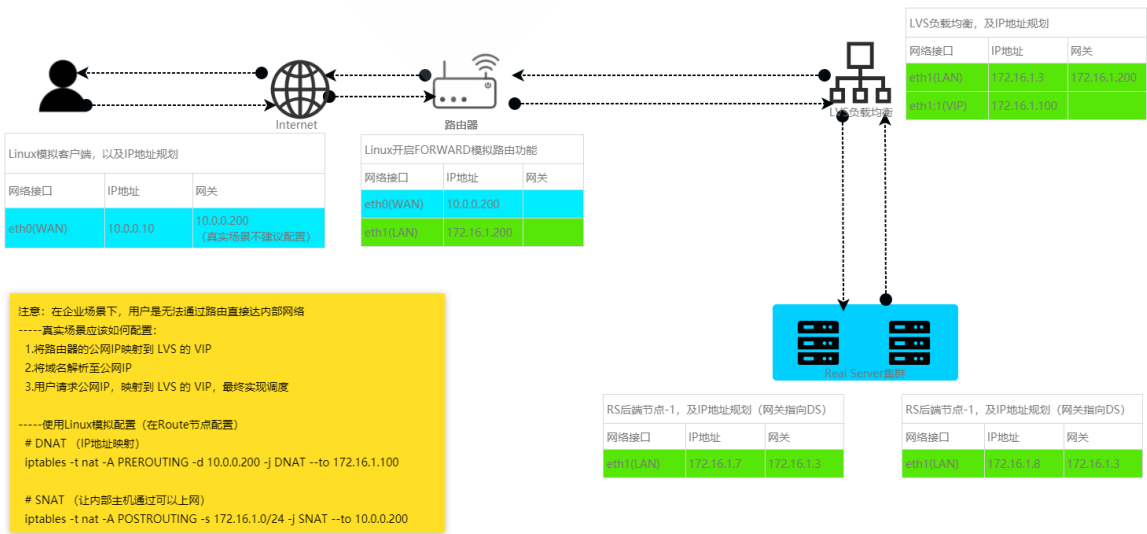 LVS负载均衡，及IP地址规划
网络接口 IP地址 网关
eth1(LAN) 172.16.1.3 172.16.1.200
eth1:1(VIP) 172.16.1.100
Internet
路由器
LVS负载均衡
Linux模拟客户端，以及IP地址规划
网络接口 IP地址 网关
eth0(WAN) 10.0.0.10 10.0.0.200
（真实场景不建议配置）
Linux开启FORWARD模拟路由功能
网络接口 IP地址 网关
eth0(WAN) 10.0.0.200
eth1(LAN) 172.16.1.200
注意：在企业场景下，用户是无法通过路由直接达内部网络
-----真实场景应该如何配置：
1.将路由器的公网IP映射到 LVS 的 VIP
2.将域名解析至公网IP
3.用户请求公网IP，映射到 LVS 的 VIP，最终实现调度
-----使用Linux模拟配置（在Route节点配置）
# DNAT （IP地址映射）
iptables -t nat -A PREROUTING -d 10.0.0.200 -j DNAT --to 172.16.1.100
# SNAT （让内部主机通过可以上网）
iptables -t nat -A POSTROUTING -s 172.16.1.0/24 -j SNAT --to 10.0.0.200
Real Server集群
RS后端节点-1，及IP地址规划（网关指向DS）
网络接口 IP地址 网关
eth1(LAN) 172.16.1.7 172.16.1.3
RS后端节点-1，及IP地址规划（网关指向DS）
网络接口 IP地址 网关
eth1(LAN) 172.16.1.8 172.16.1.3